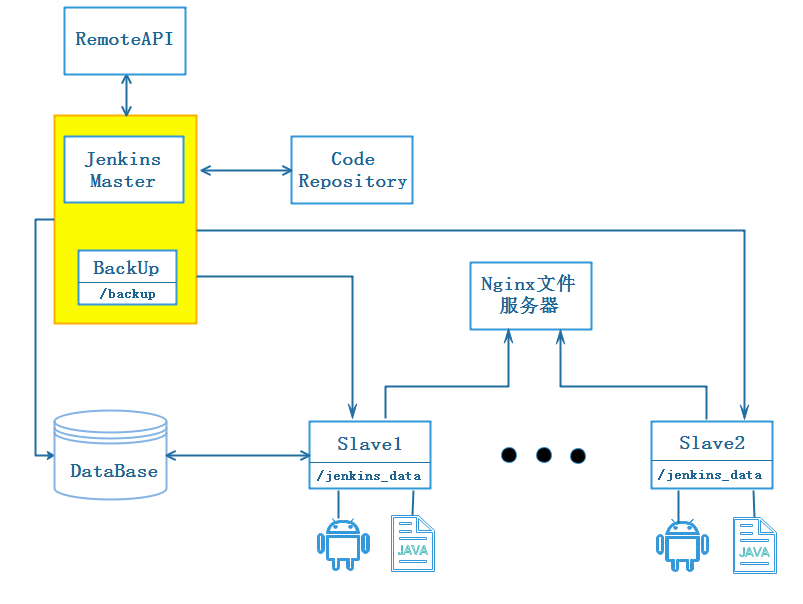 RemoteAPI
Jenkins
Master
Code
Repository
BackUp
/backup
Nginx文件
服务器
DataBase
Slave1
/jenkins_data
Slave2
/jenkins_data
JAVA
JAVA